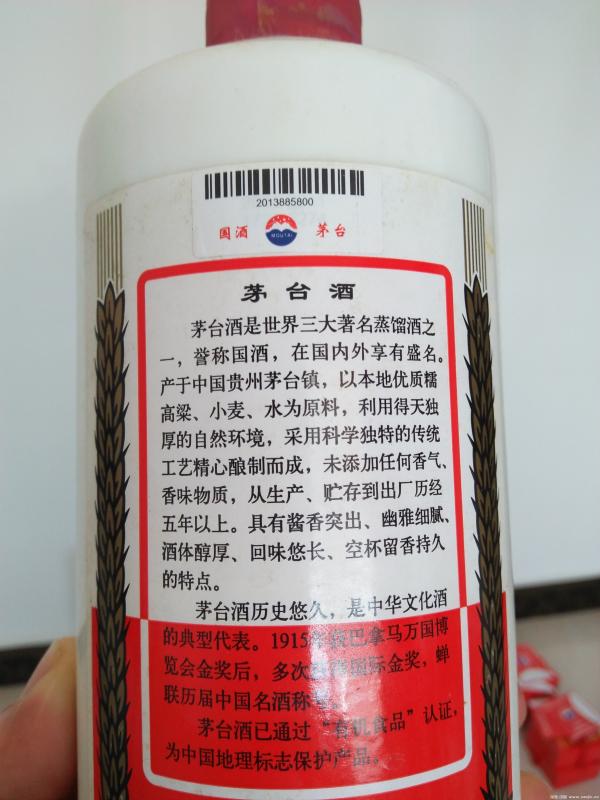 2013885800
国酒 MOUTAI 茅台
茅台酒
茅台酒是世界三大著名蒸馏酒之
一，誉称国酒，在国内外享有盛名。
产于中国贵州茅台镇，以本地优质糯
高粱、小麦、水为原料，利用得天独
厚的自然环境，采用科学独特的传统
工艺精心酿制而成，未添加任何香气、
香味物质，从生产、贮存到出厂历经
五年以上。具有酱香突出、幽雅细腻、
酒体醇厚、回味悠长、空杯留香持久
的特点。
茅台酒历史悠久，是中华文化酒
的典型代表。1915年获巴拿马万国博
览会金奖后，多次获得国际金奖，蝉
联历届中国名酒称号。
茅台酒已通过“有机食品”认证，
为中国地理标志保护产品。